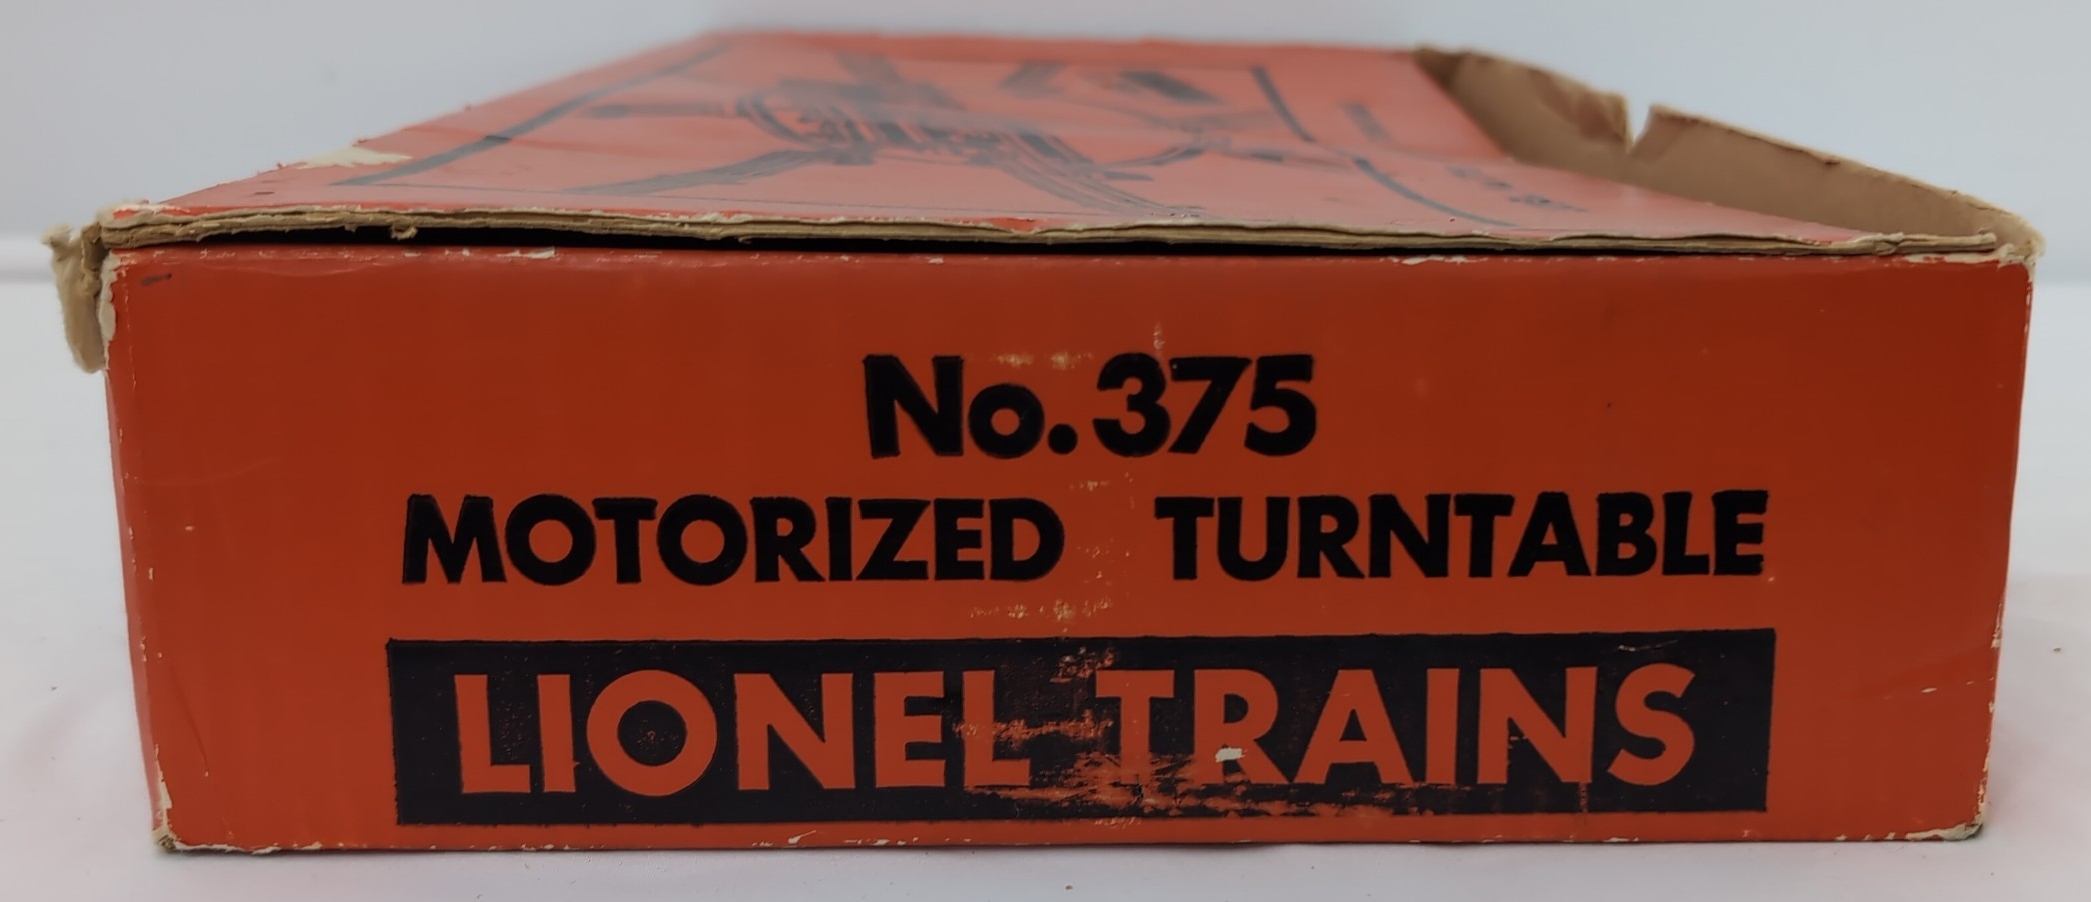 No. 375
MOTORIZED TURNTABLE
LIONEL TRAINS